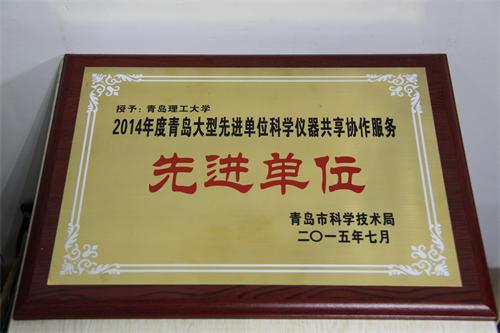 授予：青岛理工大学
2014年度青岛大型先进单位科学仪器共享协作服务
先进单位
青岛市科学技术局
二〇一五年七月